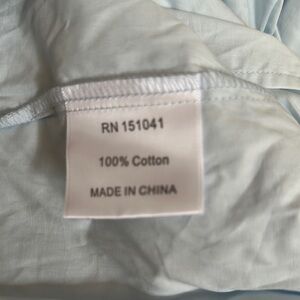 RN 151041
100% Cotton
MADE IN CHINA